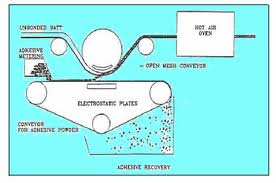 UNBONDED BATT
HOT AIR
OVEN
ADHESIVE
METERING
OPEN MESH CONVEYOR
ELECTROSTATIC PLATES
CONVEYOR
FOR ADHESIVE POWDER
ADHESIVE RECOVERY